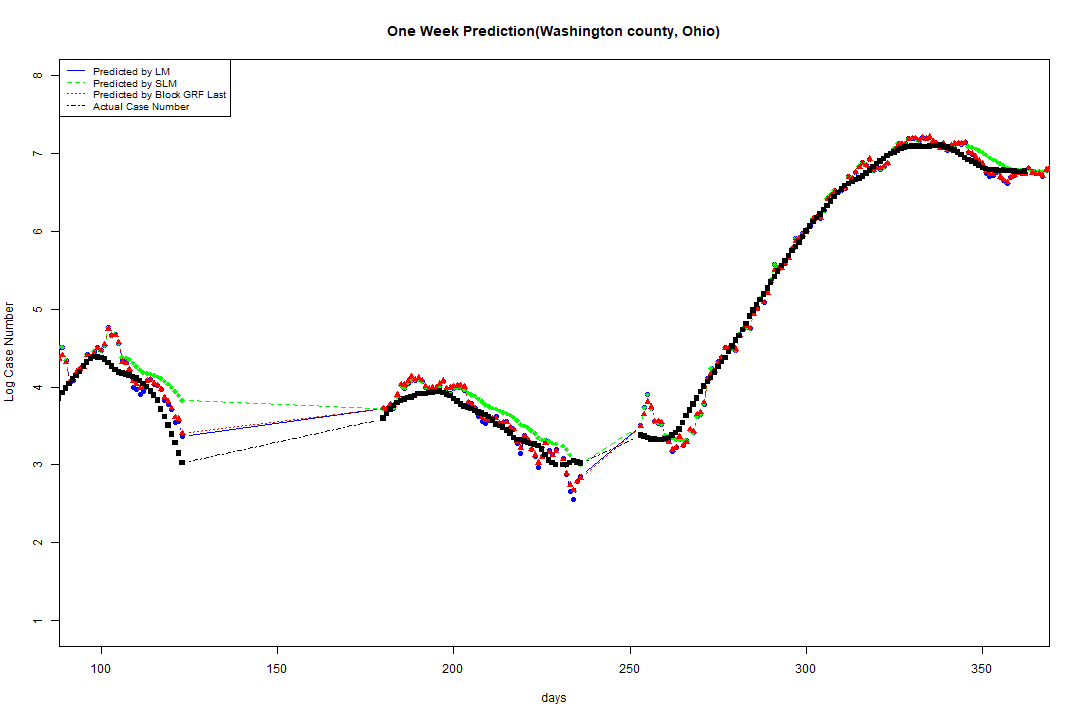 One Week Prediction(Washington county, Ohio)
Predicted by LM
Predicted by SLM
Predicted by Block GRF Last
Actual Case Number
8
7
6
5
4
3
2
1
Log Case Number
100
150
200
250
300
350
days